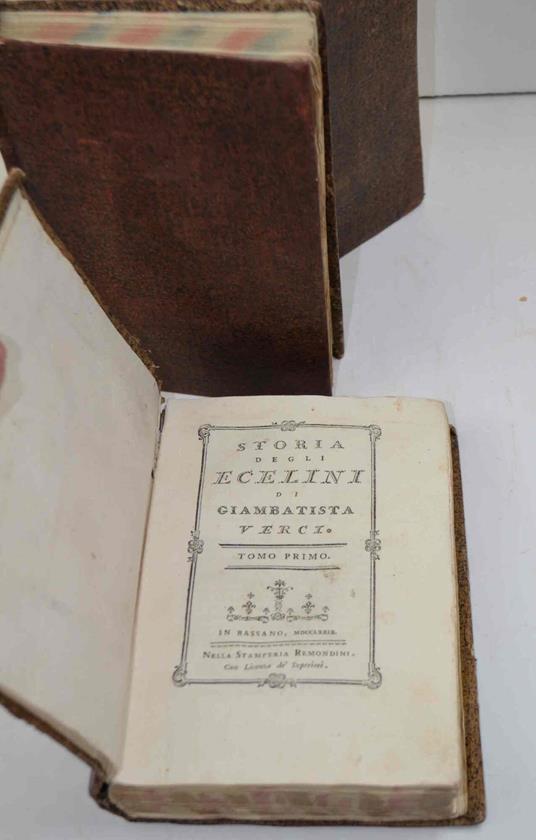 STORIA
DEGLI
ECELINI
DI
GIAMBATISTA
VERCI.
TOMO PRIMO.
IN BASSANO, MDCCLXXIX.
NELLA STAMPERIA REMONDINI.
Con Licenza de' Superiori.